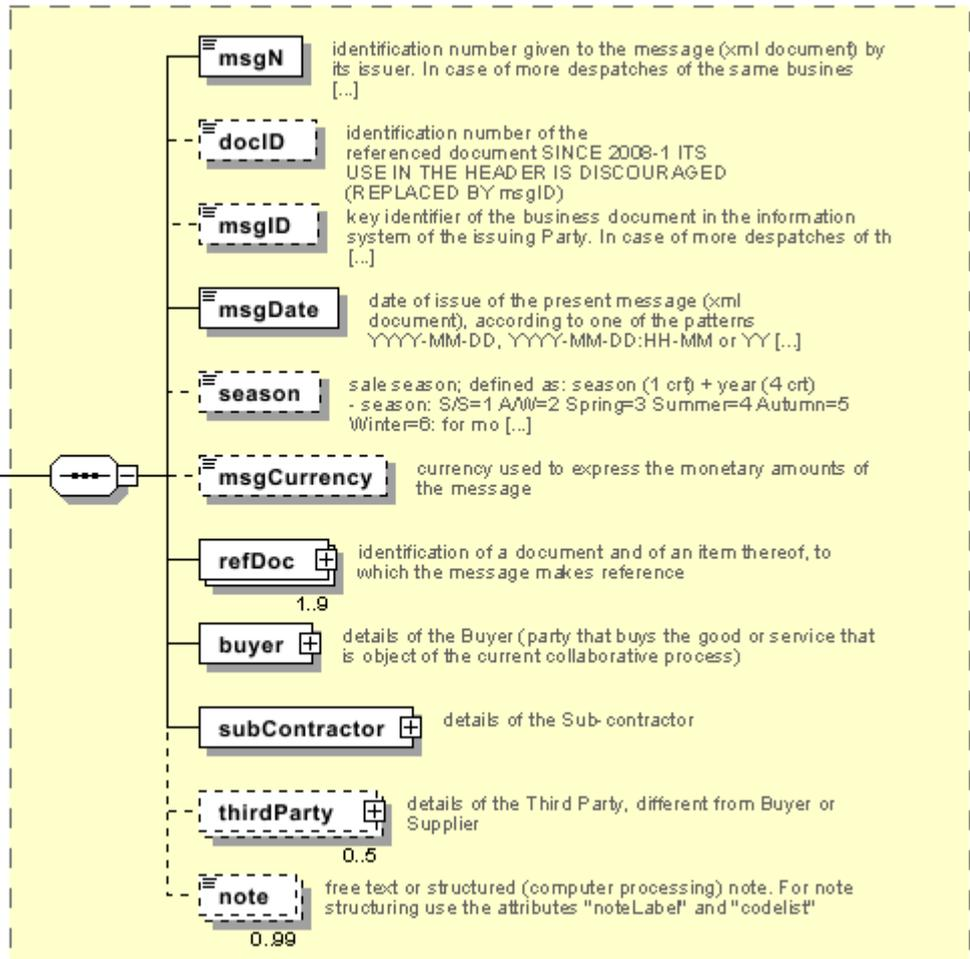 msgN
identification number given to the message (xml document) by
its issuer. In case of more despatches of the same busines
[...]
docID
identification number of the
referenced document SINCE 2008-1 ITS
USE IN THE HEADER IS DISCOURAGED
(REPLACED BY msgID)
msgID
key identifier of the business document in the information
system of the issuing Party. In case of more despatches of th
[...]
msgDate
date of issue of the present message (xml
document), according to one of the patterns
YYYY-MM-DD, YYYY-MM-DD:HH-MM or YY [...]
season
sale season; defined as: season (1 crt) + year (4 crt)
- season: S/S=1 A/W=2 Spring=3 Summer=4 Autumn=5
Winter=6: for mo [...]
msgCurrency
currency used to express the monetary amounts of
the message
refDoc
identification of a document and of an item thereof, to
which the message makes reference
1..9
buyer
details of the Buyer (party that buys the good or service that
is object of the current collaborative process)
subContractor
details of the Sub-contractor
thirdParty
details of the Third Party, different from Buyer or
Supplier
0..5
note
free text or structured (computer processing) note. For note
structuring use the attributes "noteLabel" and "codelist"
0..99